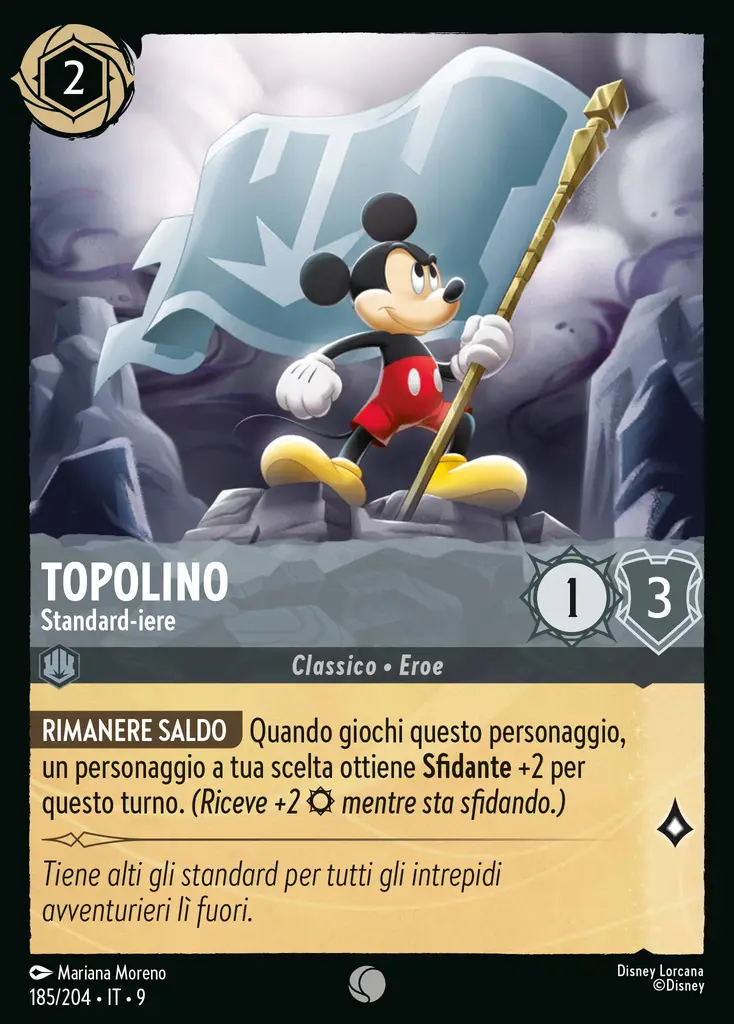 2
TOPOLINO
Standard-iere
1
3
Classico • Eroe
RIMANERE SALDO Quando giochi questo personaggio,
un personaggio a tua scelta ottiene Sfidante +2 per
questo turno. (Riceve +2 mentre sta sfidando.)
Tiene alti gli standard per tutti gli intrepidi
avventurieri lì fuori.
Mariana Moreno
185/204 • IT • 9
Disney Lorcana
©Disney